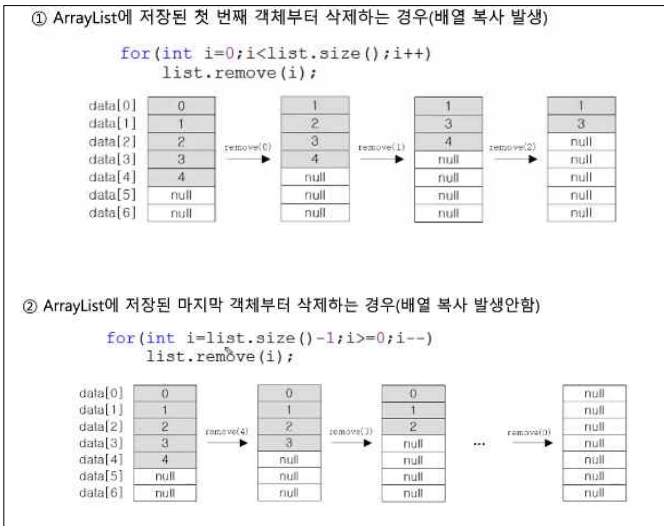 ① ArrayList에 저장된 첫 번째 객체부터 삭제하는 경우(배열 복사 발생)
for(int i=0;i<list.size();i++)
list.remove(i);
data[0] 0 1 1 1
data[1] 1 2 3 3
data[2] 2 remove(0) 3 remove(1) 4 remove(2) null
data[3] 3 4 null null
data[4] 4 null null null
data[5] null null null null
data[6] null null null null
② ArrayList에 저장된 마지막 객체부터 삭제하는 경우(배열 복사 발생안함)
for(int i=list.size()-1;i>=0;i--)
list.remove(i);
data[0] 0 0 0 null
data[1] 1 1 1 null
data[2] 2 remove(4) 2 remove(3) 2 ... remove(0) null
data[3] 3 3 null null
data[4] 4 null null null
data[5] null null null null
data[6] null null null null